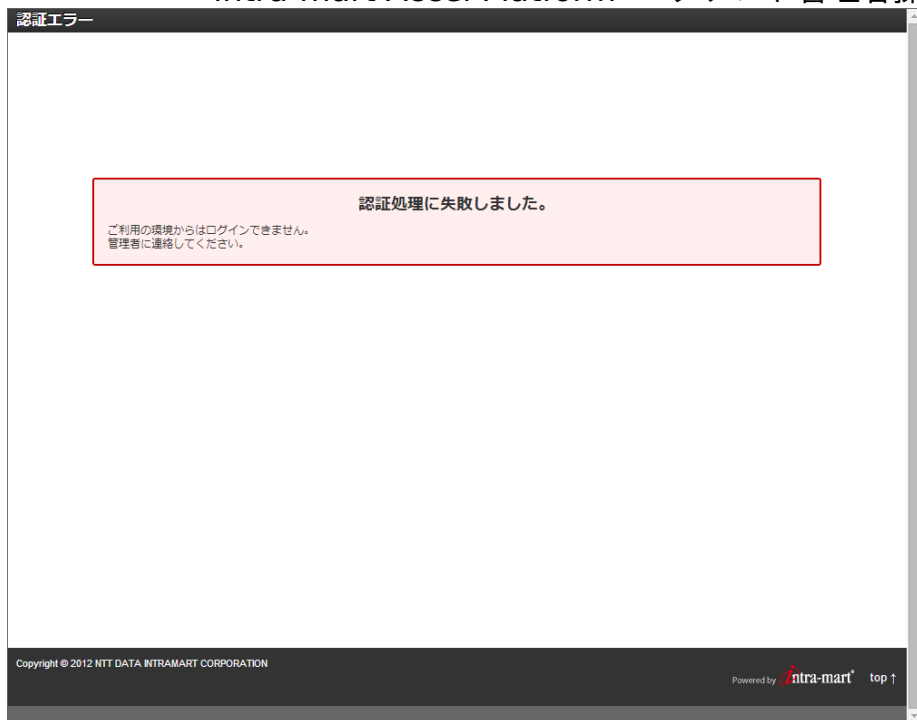 認証エラー
認証処理に失敗しました。
ご利用の環境からはログインできません。
管理者に連絡してください。
Copyright © 2012 NTT DATA INTRAMART CORPORATION
Powered by intra-mart® top ↑